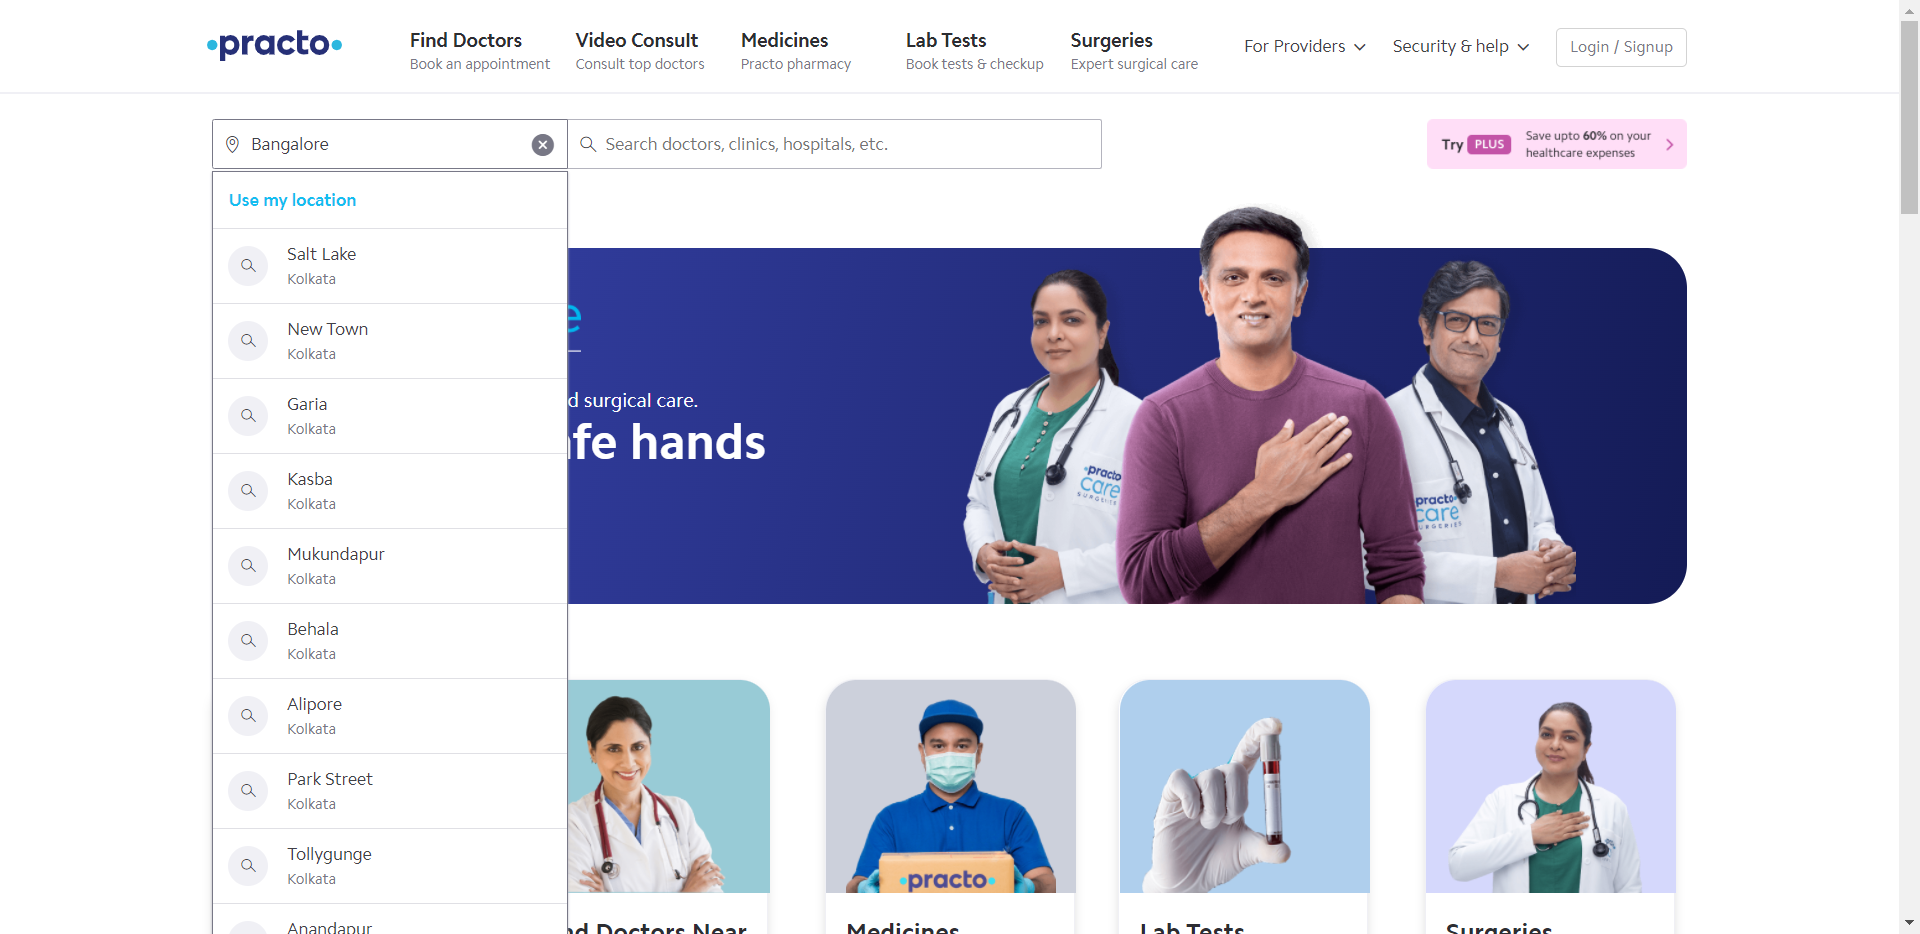 practo
Find Doctors
Book an appointment
Video Consult
Consult top doctors
Medicines
Practo pharmacy
Lab Tests
Book tests & checkup
Surgeries
Expert surgical care
For Providers
Security & help
Login / Signup
Bangalore
Search doctors, clinics, hospitals, etc.
Try PLUS
Save upto 60% on your
healthcare expenses
Use my location
Salt Lake
Kolkata
New Town
Kolkata
Garia
Kolkata
Kasba
Kolkata
Mukundapur
Kolkata
Behala
Kolkata
Alipore
Kolkata
Park Street
Kolkata
Tollygunge
Kolkata
Anandapur
e
d surgical care.
fe hands
practo
care
SURGERIES
practo
care
SURGERIES
practo
d Doctors Near
Medicines
Lab Tests
Surgeries